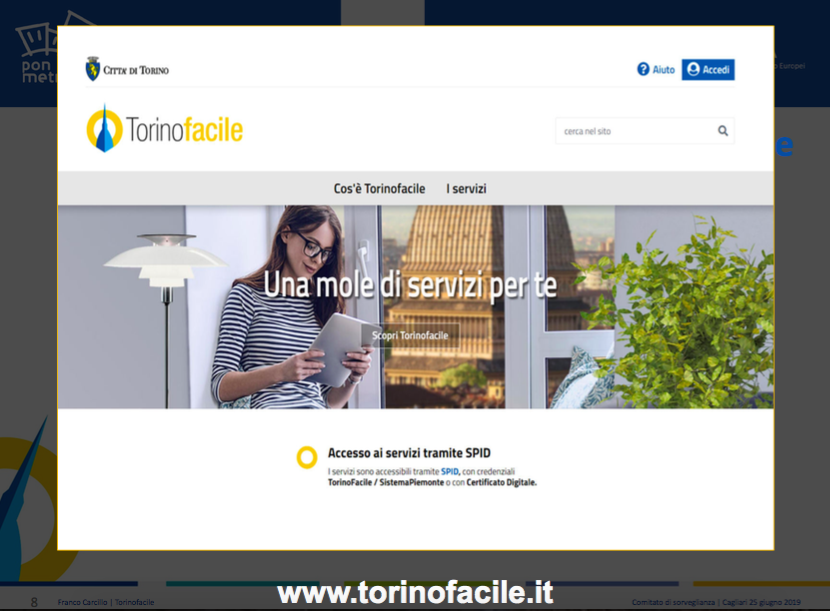 pon
metr
e Europei
e
CITTA' DI TORINO
Aiuto
Accedi
Torinofacile
cerca nel sito
Cos'è Torinofacile
I servizi
Una mole di servizi per te
Scopri Torinofacile
Accesso ai servizi tramite SPID
I servizi sono accessibili tramite SPID, con credenziali
TorinoFacile / SistemaPiemonte o con Certificato Digitale.
8
Franco Carcillo | Torinofacile
www.torinofacile.it
Comitato di sorveglianza | Cagliari 25 giugno 2019